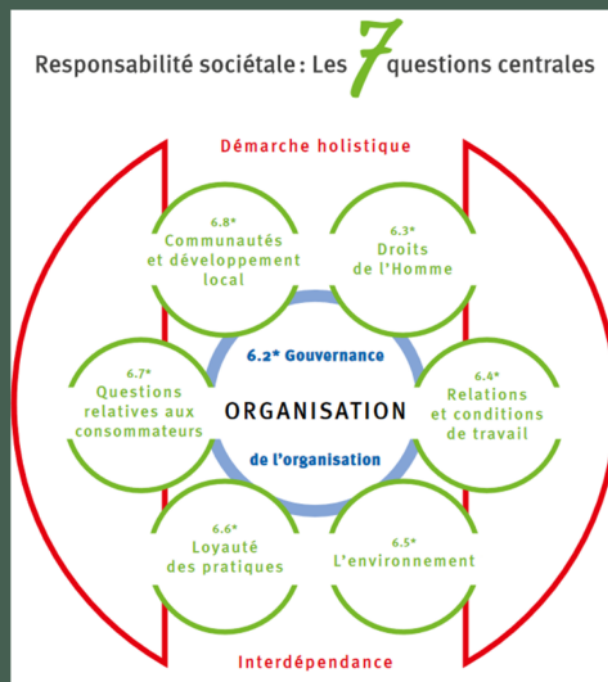 Responsabilité sociétale : Les 7 questions centrales
Démarche holistique
6.8*
Communautés
et développement
local
6.3*
Droits
de l'Homme
6.2* Gouvernance
ORGANISATION
de l'organisation
6.7*
Questions
relatives aux
consommateurs
6.4*
Relations
et conditions
de travail
6.6*
Loyauté
des pratiques
6.5*
L'environnement
Interdépendance